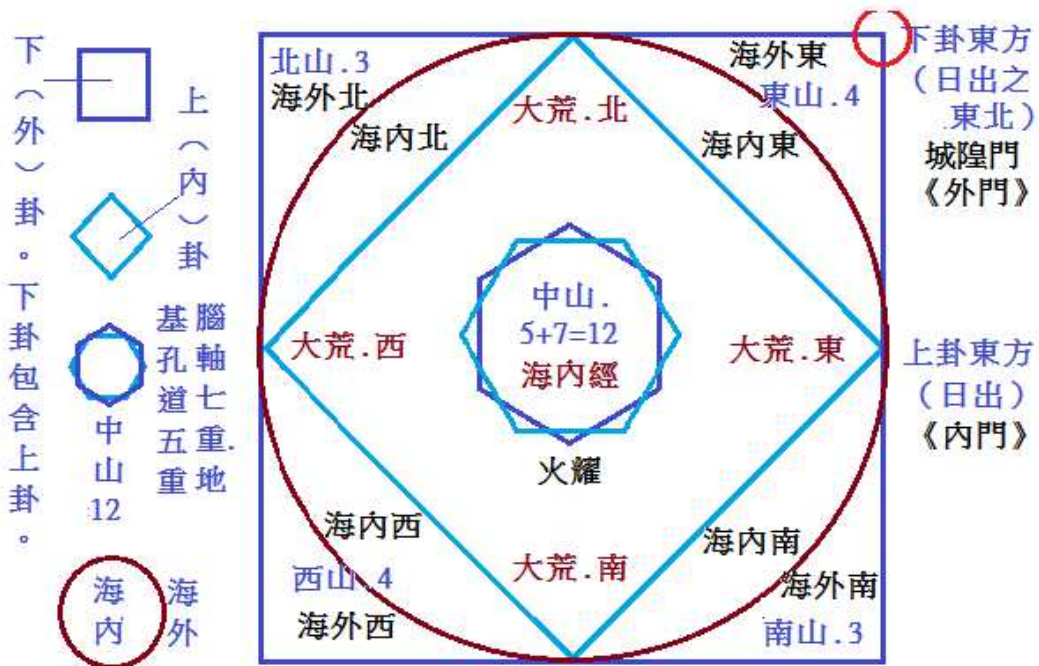 下（外）卦。下卦包含上卦。
上（內）卦
腦軸七重.地
基孔道五重
中山
12
海內
海外
北山.3
海外北
海內北
大荒.北
海外東
東山.4
海內東
大荒.西
中山.
5+7=12
海內經
火耀
大荒.東
海內西
西山.4
海外西
大荒.南
海內南
海外南
南山.3
下卦東方
（日出之
東北）
城隍門
《外門》
上卦東方
（日出）
《內門》